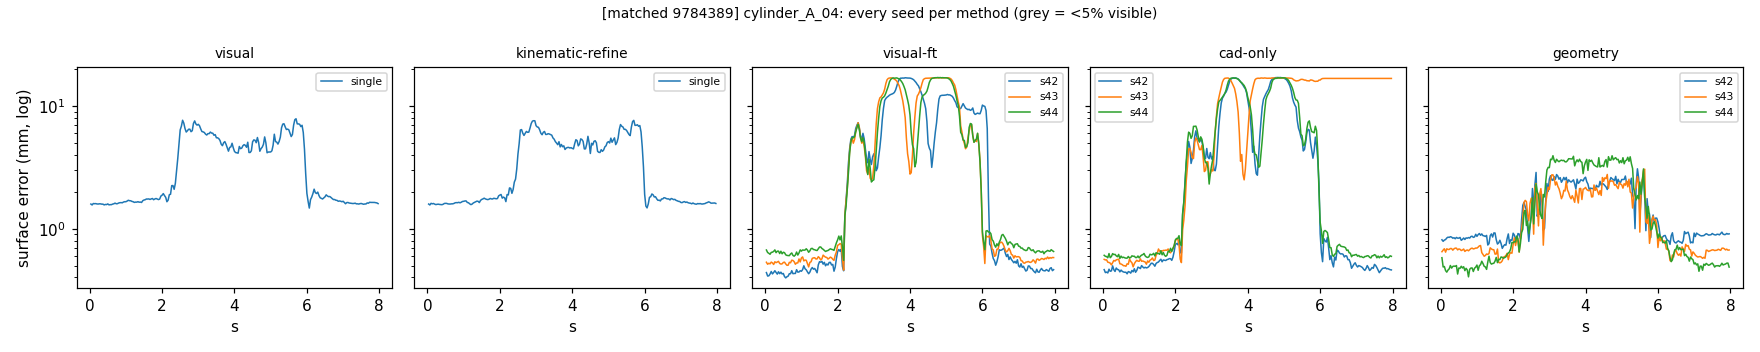 [matched 9784389] cylinder_A_04: every seed per method (grey = <5% visible)
visual
kinematic-refine
visual-ft
cad-only
geometry
surface error (mm, log)
10¹
10⁰
single
single
s42
s43
s44
s42
s43
s44
s42
s43
s44
0 2 4 6 8
0 2 4 6 8
0 2 4 6 8
0 2 4 6 8
0 2 4 6 8
s
s
s
s
s